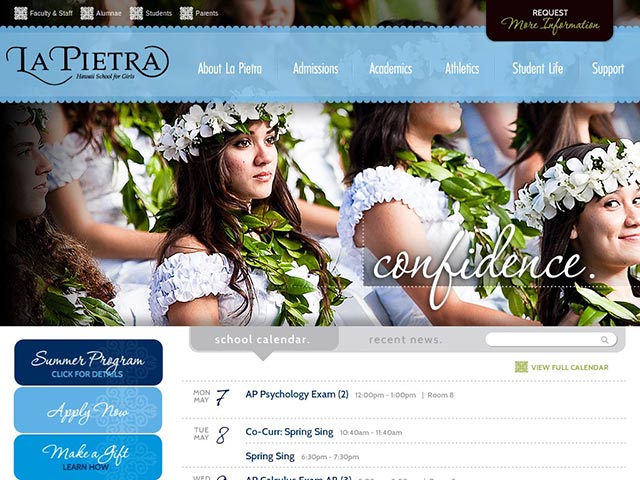 Faculty & Staff Alumnae Students Parents
REQUEST
More Information
LA PIETRA
Hawaii School for Girls
About La Pietra Admissions Academics Athletics Student Life Support
confidence.
school calendar. recent news.
Summer Program
CLICK FOR DETAILS
VIEW FULL CALENDAR
Apply Now
Make a Gift
LEARN HOW
MON
MAY
7
AP Psychology Exam (2) 12:00pm - 1:00pm | Room 8
TUE
MAY
8
Co-Curr: Spring Sing 10:40am - 11:40am
Spring Sing 6:30pm - 7:30pm
WED
AP Calculus Exam AB (3)